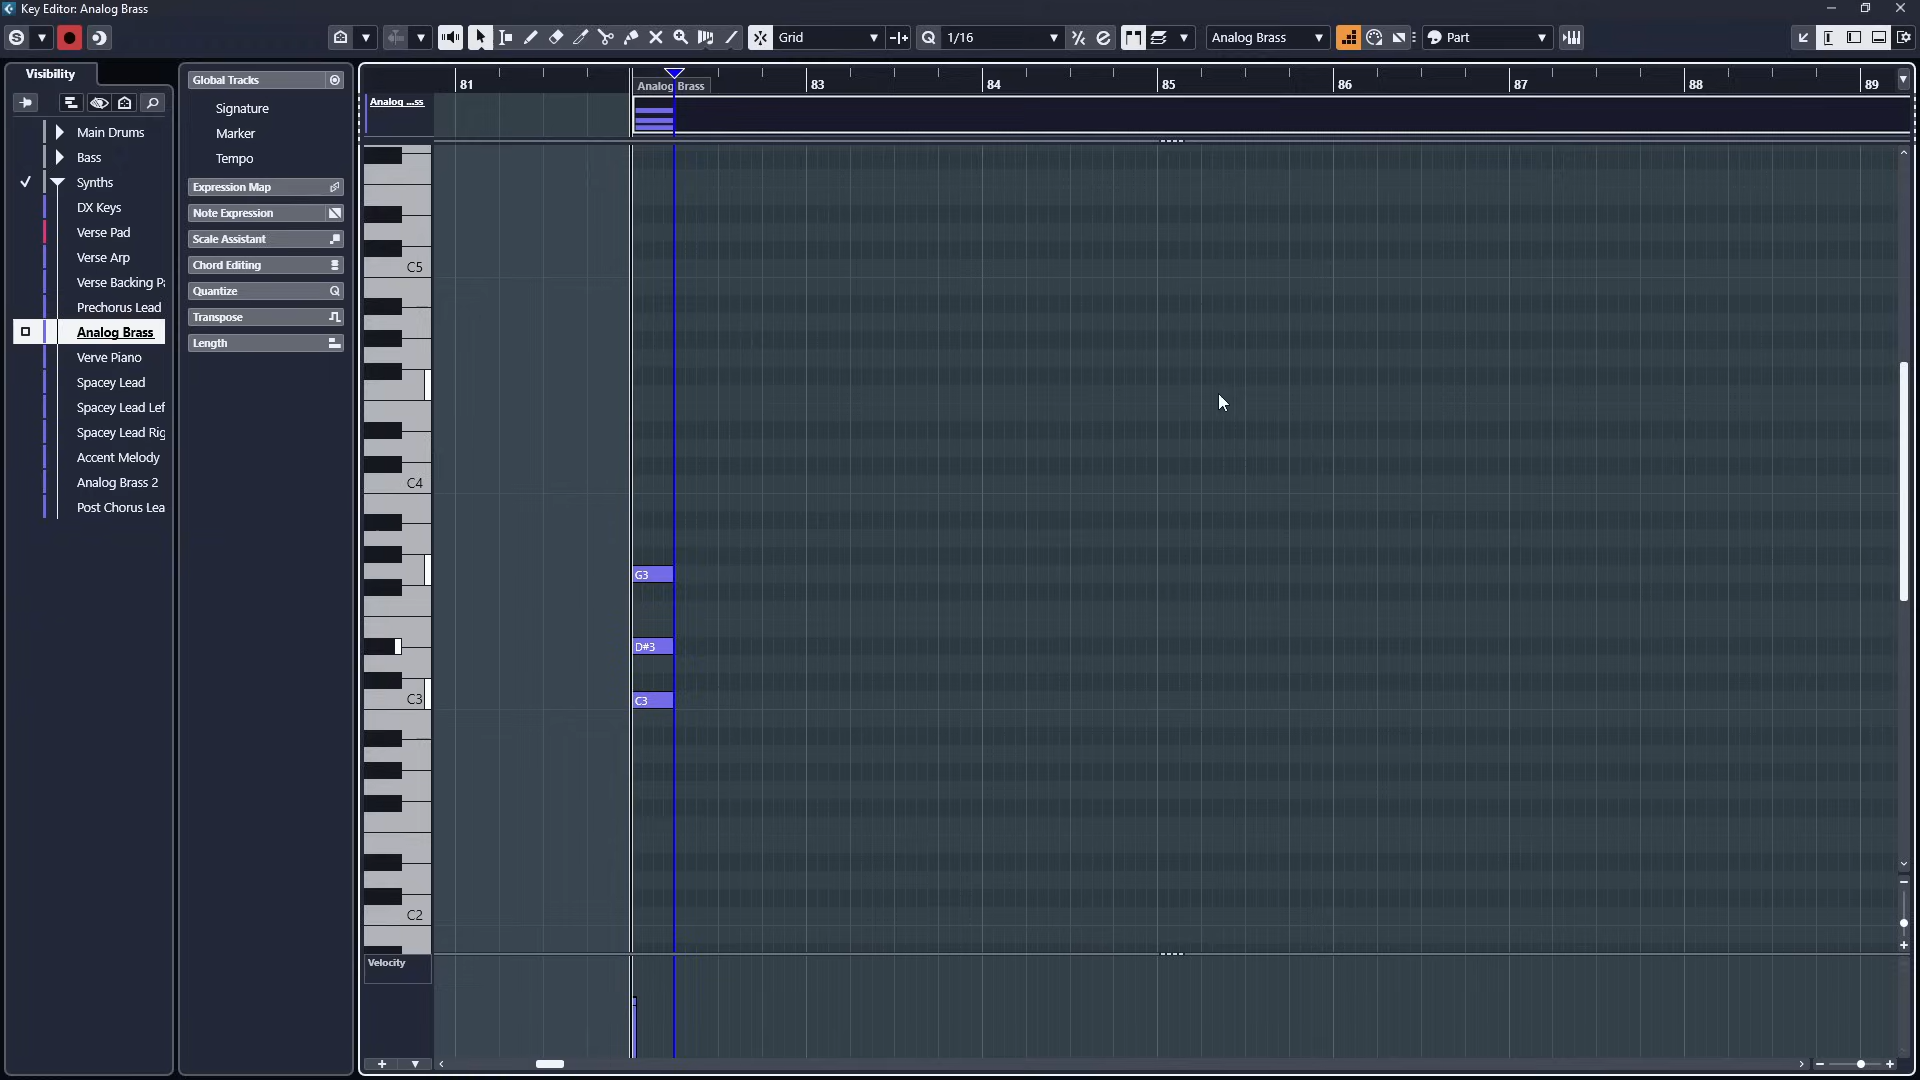 Key Editor: Analog Brass
Grid
1/16
Analog Brass
Part
Visibility
Main Drums
Bass
Synths
DX Keys
Verse Pad
Verse Arp
Verse Backing Pa
Prechorus Lead
Analog Brass
Verve Piano
Spacey Lead
Spacey Lead Lef
Spacey Lead Rig
Accent Melody
Analog Brass 2
Post Chorus Lea
Global Tracks
Signature
Marker
Tempo
Expression Map
Note Expression
Scale Assistant
Chord Editing
Quantize
Transpose
Length
81
83
84
85
86
87
88
89
Analog Brass
Analog ...ss
C5
C4
C3
C2
G3
D#3
C3
Velocity